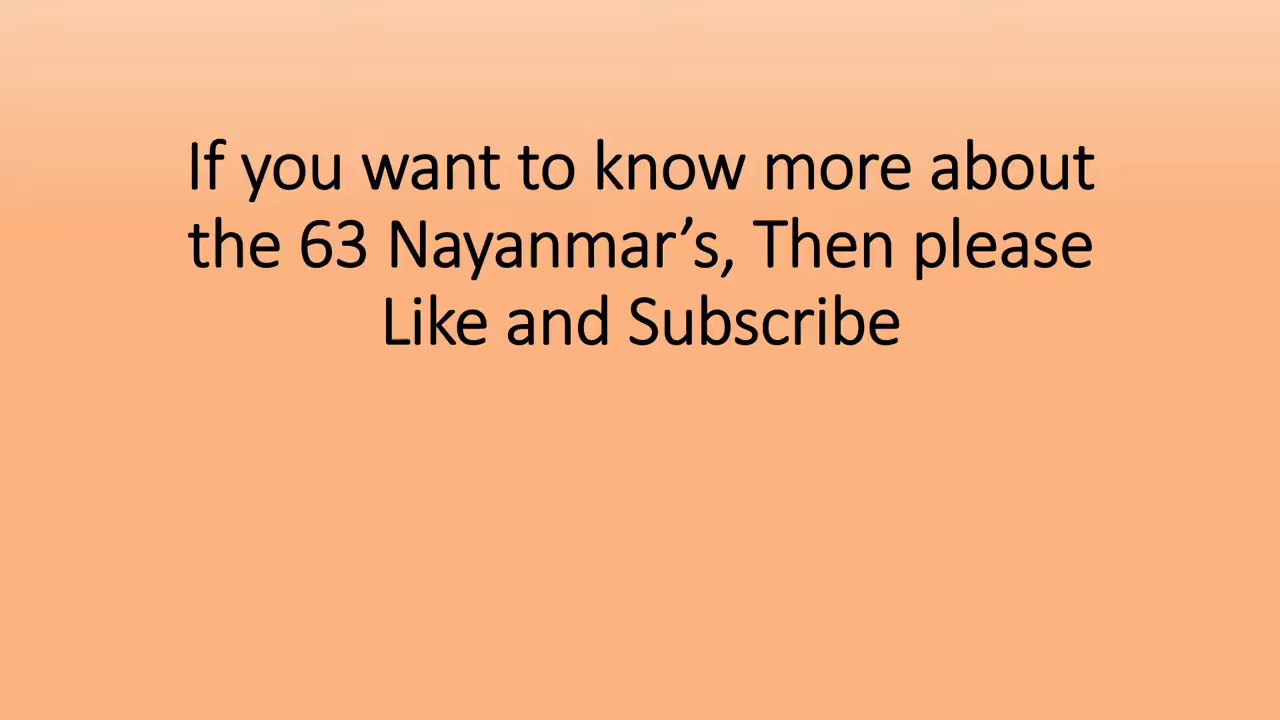 If you want to know more about
the 63 Nayanmar’s, Then please
Like and Subscribe